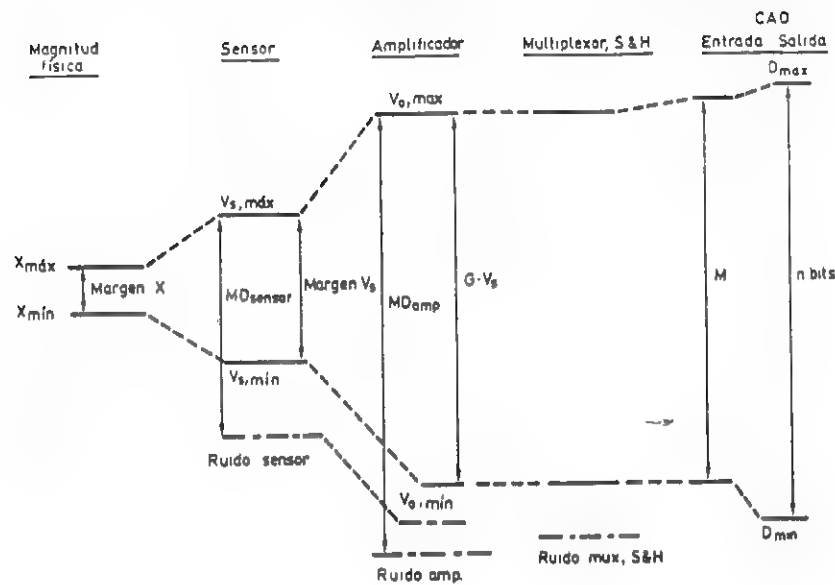 CAO
Magnitud física
Sensor
Amplificador
Multiplexor, S&H
Entrada Salida
Dmax
Vo,max
Vs,máx
Xmáx
Margen X
Xmín
MDsensor
Margen Vs
MDamp
G·Vs
M
n bits
Vs,mín
Ruido sensor
Vo,mín
Dmin
Ruido mux, S&H
Ruido amp.